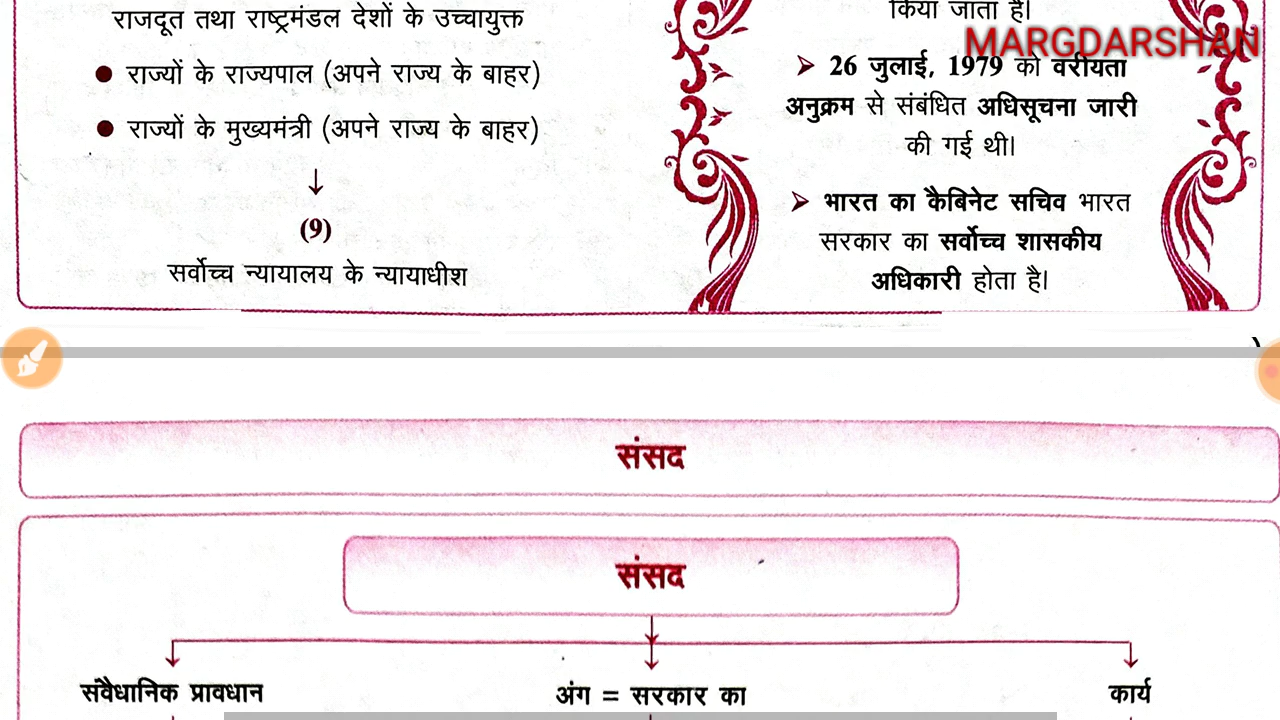 राजदूत तथा राष्ट्रमंडल देशों के उच्चायुक्त
● राज्यों के राज्यपाल (अपने राज्य के बाहर)
● राज्यों के मुख्यमंत्री (अपने राज्य के बाहर)
↓
(9)
सर्वोच्च न्यायालय के न्यायाधीश
किया जाता है।
MARGDARSHAN
➢ 26 जुलाई, 1979 को वरीयता
अनुक्रम से संबंधित अधिसूचना जारी
की गई थी।
➢ भारत का कैबिनेट सचिव भारत
सरकार का सर्वोच्च शासकीय
अधिकारी होता है।
संसद
संसद
संवैधानिक प्रावधान
अंग = सरकार का
कार्य